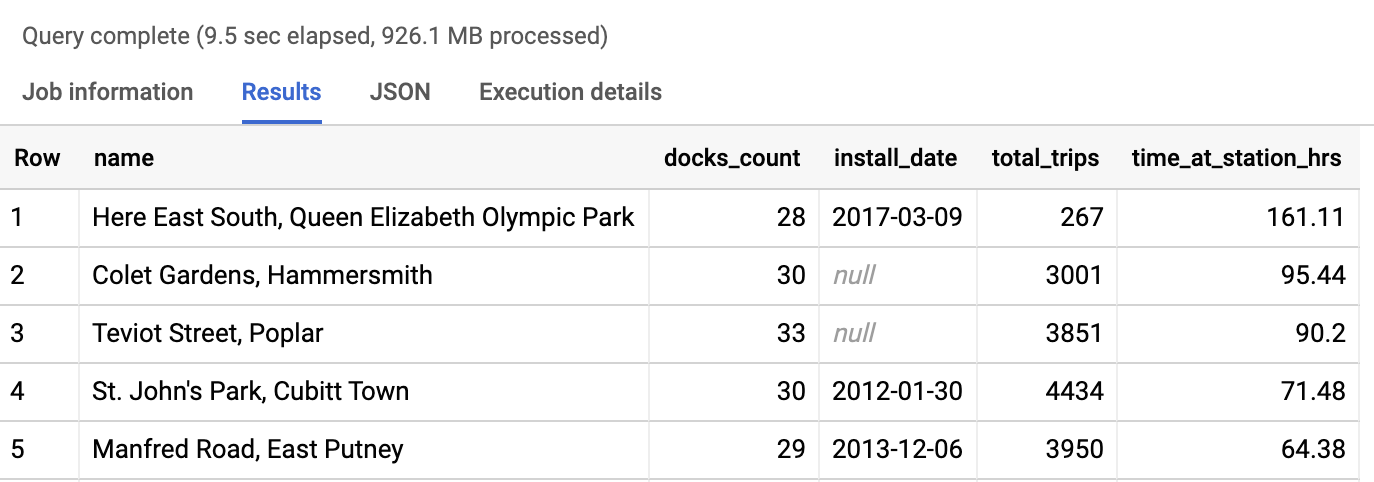 Query complete (9.5 sec elapsed, 926.1 MB processed)
Job information Results JSON Execution details
Row name docks_count install_date total_trips time_at_station_hrs
1 Here East South, Queen Elizabeth Olympic Park 28 2017-03-09 267 161.11
2 Colet Gardens, Hammersmith 30 null 3001 95.44
3 Teviot Street, Poplar 33 null 3851 90.2
4 St. John's Park, Cubitt Town 30 2012-01-30 4434 71.48
5 Manfred Road, East Putney 29 2013-12-06 3950 64.38